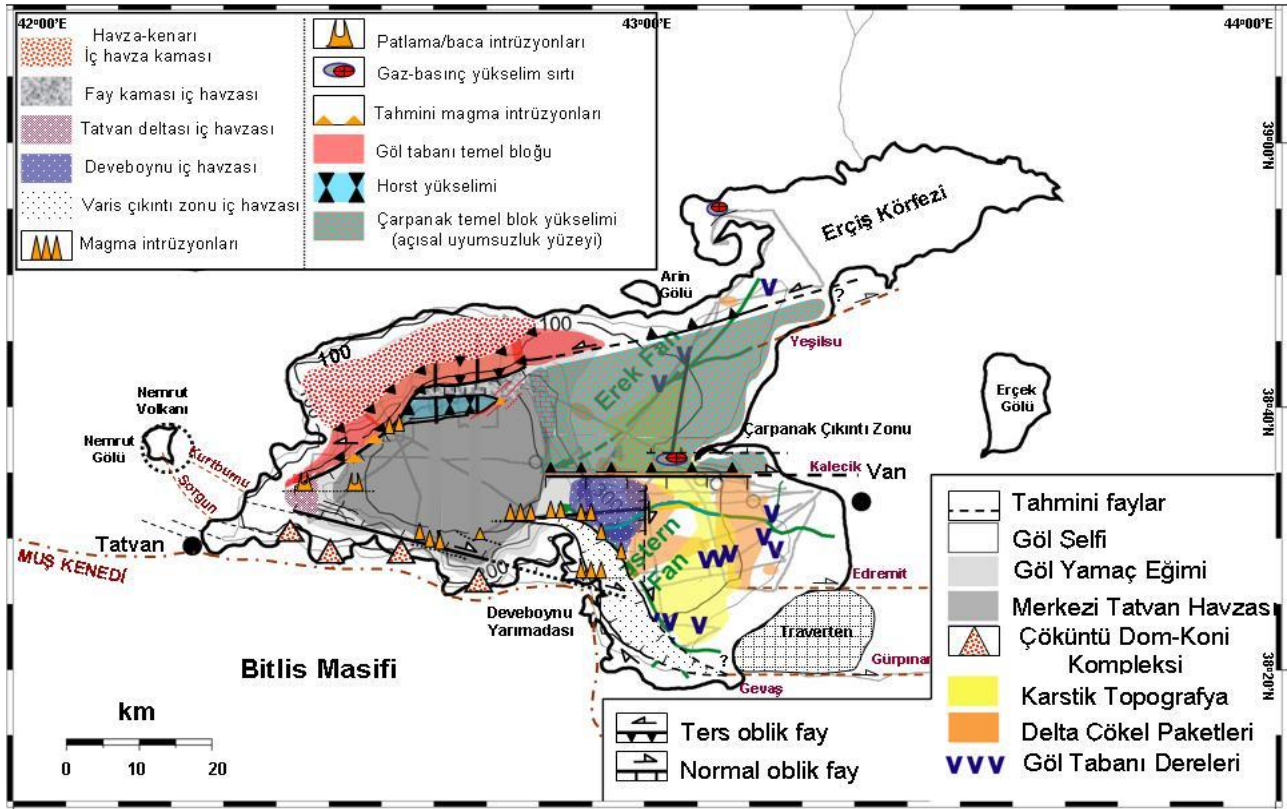 42°00'E
43°00'E
44°00'E
Havza-kenarı
İç havza kaması
Fay kaması iç havzası
Tatvan deltası iç havzası
Deveboynu iç havzası
Varis çıkıntı zonu iç havzası
Magma intrüzyonları
Patlama/baca intrüzyonları
Gaz-basınç yükselim sırtı
Tahmini magma intrüzyonları
Göl tabanı temel bloğu
Horst yükselimi
Çarpanak temel blok yükselimi
(açısal uyumsuzluk yüzeyi)
39°00'N
Erçiş Körfezi
Arin
Gölü
?
100
100
Yeşilsu
Erek Fan
Erçek
Gölü
38°40'N
Nemrut
Volkanı
Nemrut
Gölü
Kurtbumu
Sorgun
Çarpanak Çıkıntı Zonu
Kalecik
Van
100
Tatvan
MUŞ KENEDİ
100
istern
Fan
Edremit
Deveboynu
Yarımadası
Traverten
?
Gürpınar
Gevaş
38°20'N
Bitlis Masifi
km
0 10 20
Ters oblik fay
Normal oblik fay
Tahmini faylar
Göl Selfi
Göl Yamaç Eğimi
Merkezi Tatvan Havzası
Çöküntü Dom-Koni
Kompleksi
Karstik Topografya
Delta Çökel Paketleri
Göl Tabanı Dereleri